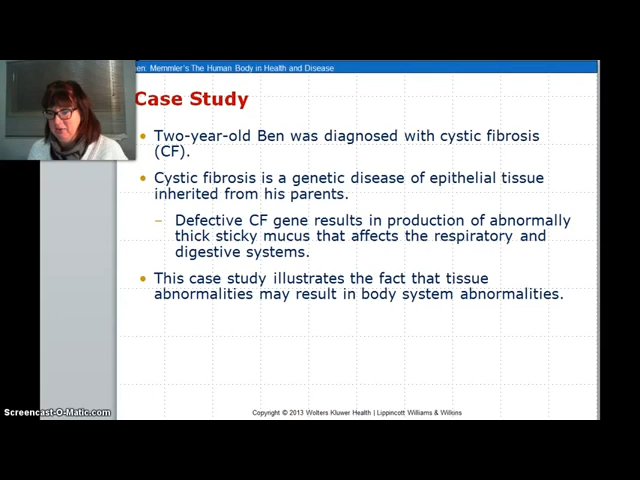 en: Memmler's The Human Body in Health and Disease
Case Study
• Two-year-old Ben was diagnosed with cystic fibrosis
(CF).
• Cystic fibrosis is a genetic disease of epithelial tissue
inherited from his parents.
– Defective CF gene results in production of abnormally
thick sticky mucus that affects the respiratory and
digestive systems.
• This case study illustrates the fact that tissue
abnormalities may result in body system abnormalities.
Copyright © 2013 Wolters Kluwer Health | Lippincott Williams & Wilkins
Screencast-O-Matic.com